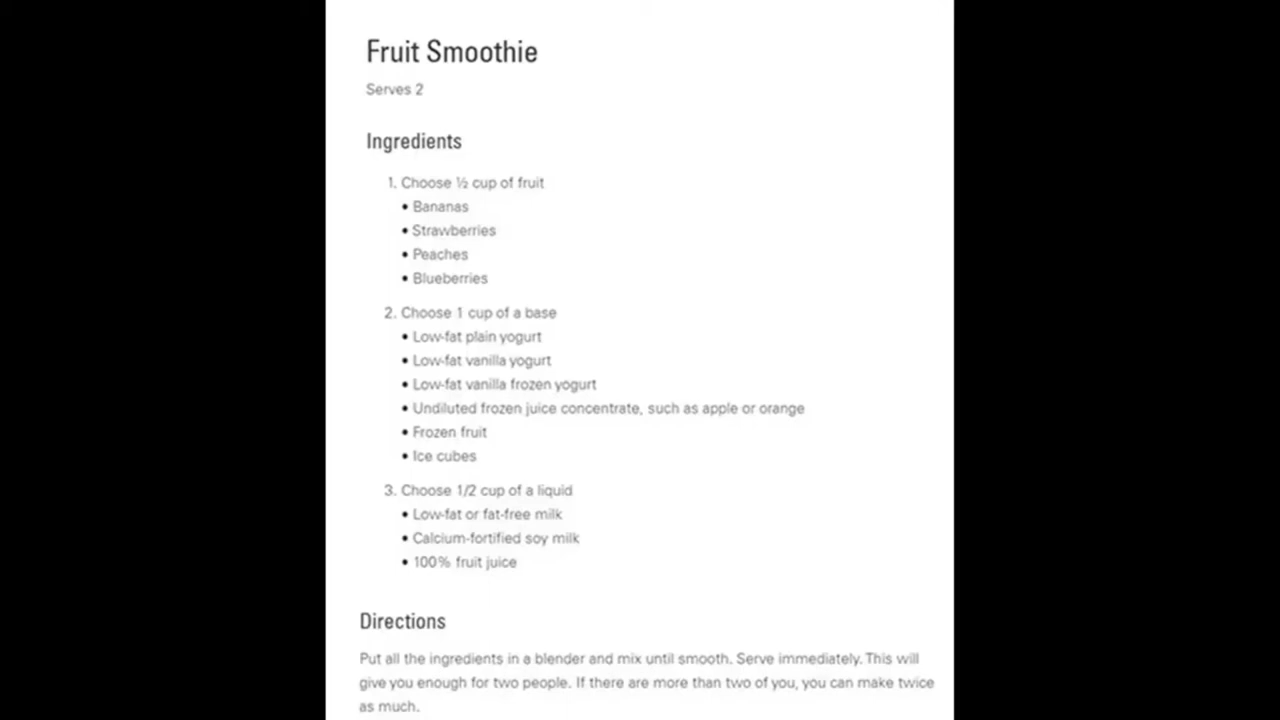 Fruit Smoothie
Serves 2
Ingredients
1. Choose ½ cup of fruit
• Bananas
• Strawberries
• Peaches
• Blueberries
2. Choose 1 cup of a base
• Low-fat plain yogurt
• Low-fat vanilla yogurt
• Low-fat vanilla frozen yogurt
• Undiluted frozen juice concentrate, such as apple or orange
• Frozen fruit
• Ice cubes
3. Choose 1/2 cup of a liquid
• Low-fat or fat-free milk
• Calcium-fortified soy milk
• 100% fruit juice
Directions
Put all the ingredients in a blender and mix until smooth. Serve immediately. This will
give you enough for two people. If there are more than two of you, you can make twice
as much.